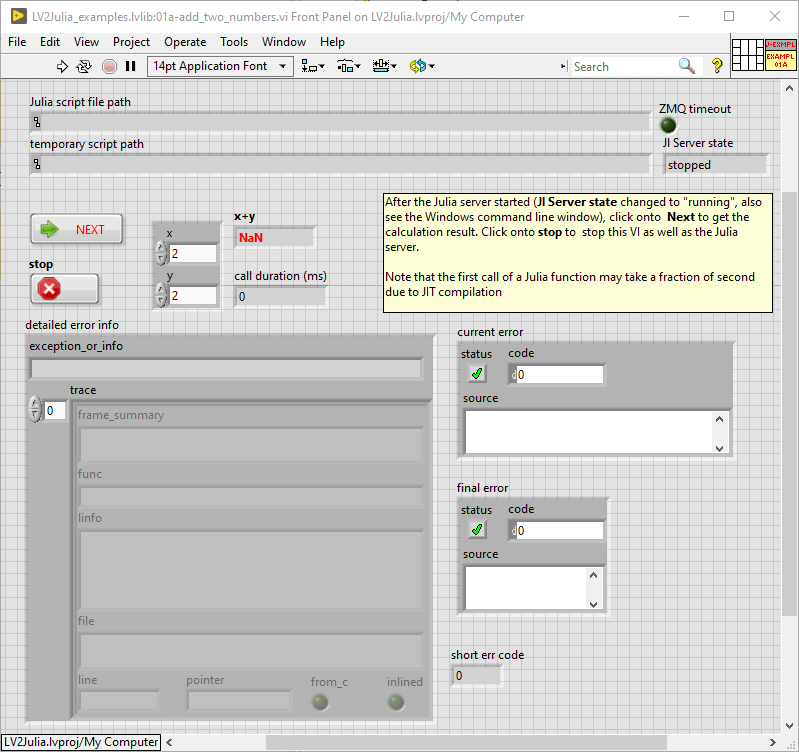 LV2Julia_examples.lvlib:01a-add_two_numbers.vi Front Panel on LV2Julia.lvproj/My Computer
File Edit View Project Operate Tools Window Help
14pt Application Font
Search
?
J-EXMPL
EXAMPL
01A
Julia script file path
ZMQ timeout
temporary script path
Jl Server state
stopped
NEXT
stop
x
2
y
2
x+y
NaN
call duration (ms)
0
After the Julia server started (Jl Server state changed to "running", also
see the Windows command line window), click onto Next to get the
calculation result. Click onto stop to stop this VI as well as the Julia
server.
Note that the first call of a Julia function may take a fraction of second
due to JIT compilation
detailed error info
exception_or_info
trace
0
frame_summary
func
linfo
file
line
pointer
from_c
inlined
current error
status code
d0
source
final error
status code
d0
source
short err code
0
LV2Julia.lvproj/My Computer